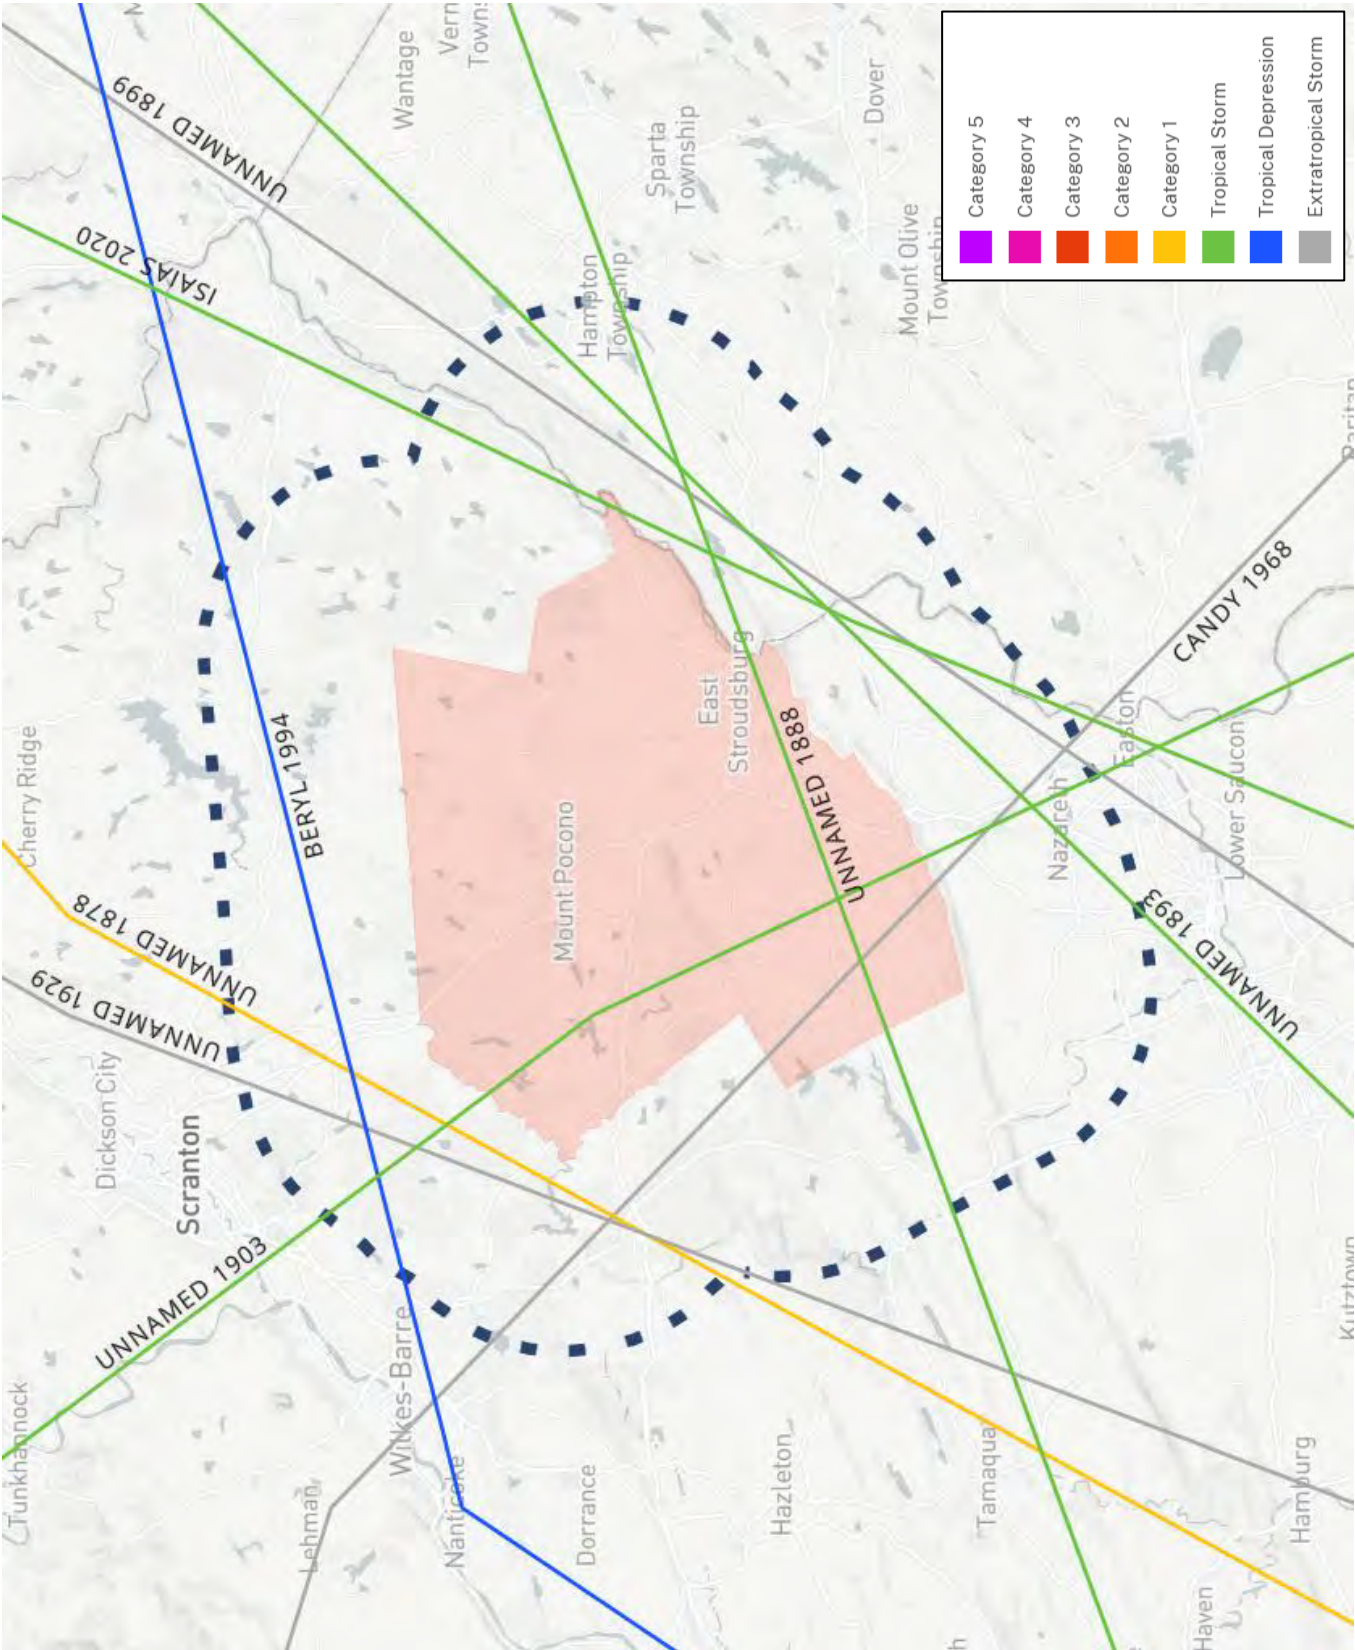 Wantage
Vern
Towns
Dover
Sparta
Township
Hampton
Township
Mount Olive
Township
Category 5
Category 4
Category 3
Category 2
Category 1
Tropical Storm
Tropical Depression
Extratropical Storm
UNNAMED 1899
ISAIAS 2020
Cherry Ridge
UNNAMED 1878
UNNAMED 1929
BERYL 1994
Dickson City
Scranton
UNNAMED 1903
Tunkhannock
Mount Pocono
East
Stroudsburg
UNNAMED 1888
CANDY 1968
Easton
Nazareth
Lower Saucon
UNNAMED 1893
Wilkes-Barre
Lehman
Nanticoke
Dorrance
Hazleton
Tamaqua
Hamburg
Kutztown
Haven
h